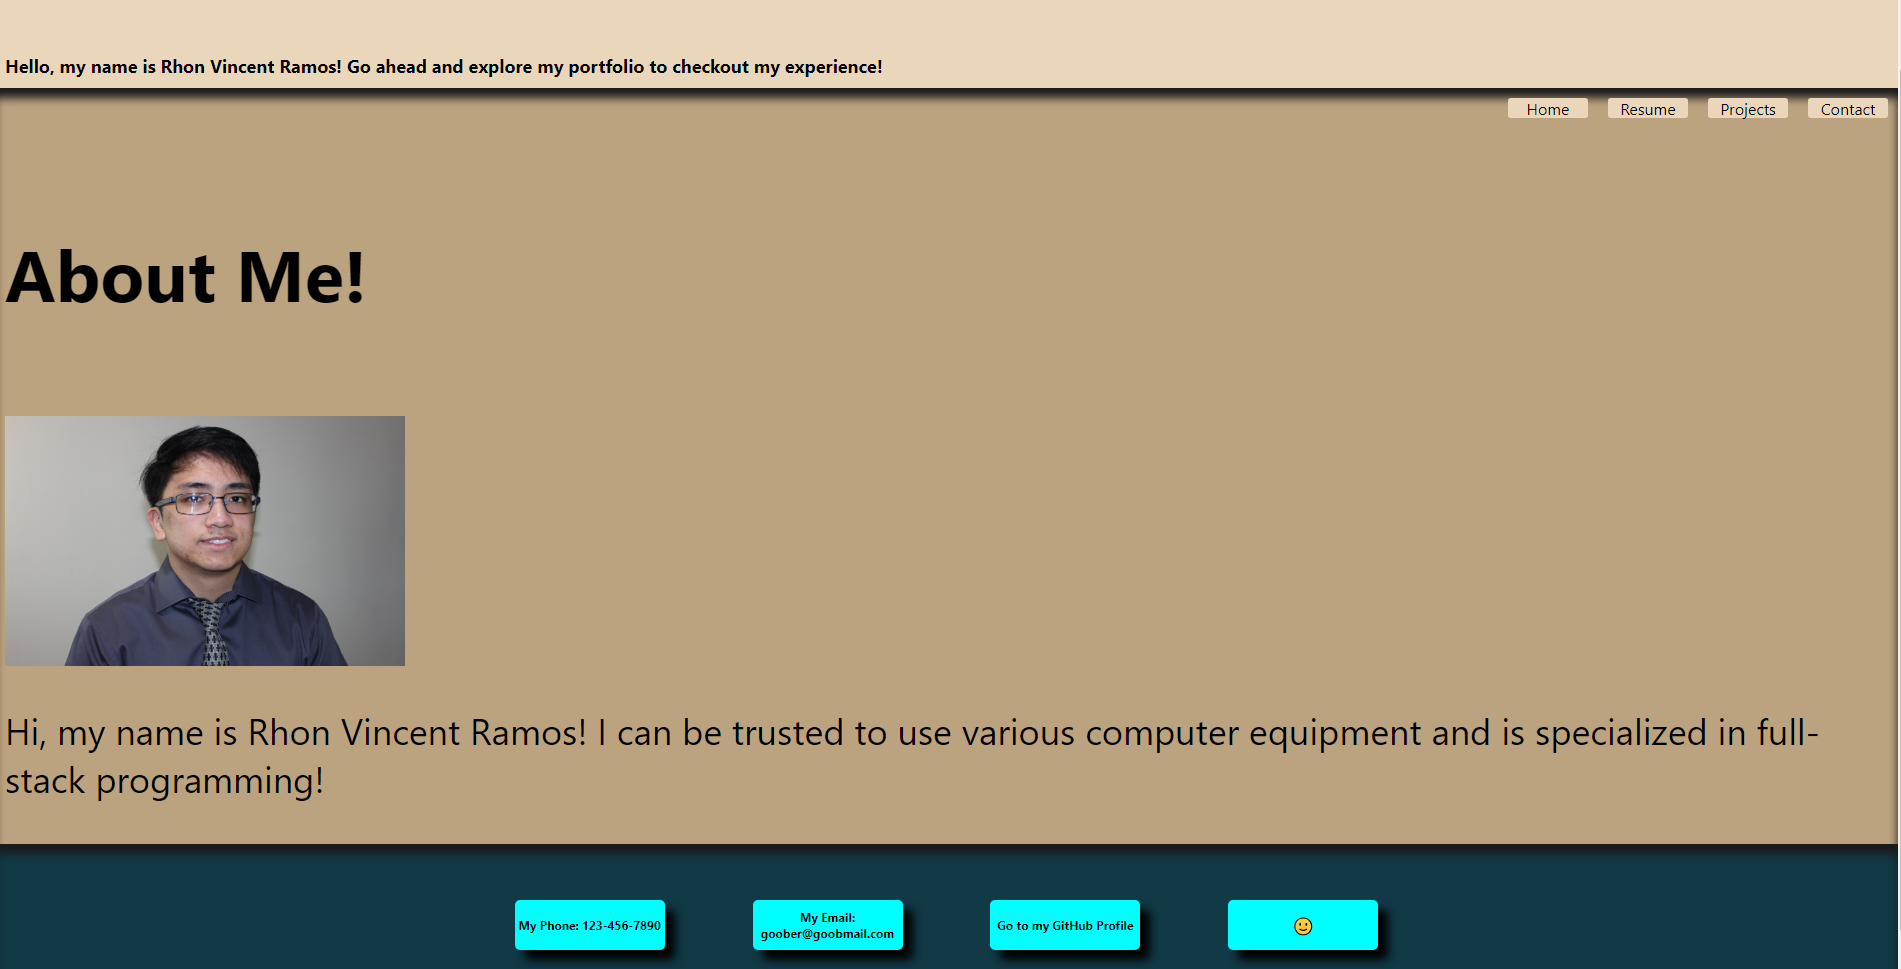 Hello, my name is Rhon Vincent Ramos! Go ahead and explore my portfolio to checkout my experience!
Home Resume Projects Contact
About Me!
Hi, my name is Rhon Vincent Ramos! I can be trusted to use various computer equipment and is specialized in full-
stack programming!
My Phone: 123-456-7890
My Email:
goober@goobmail.com
Go to my GitHub Profile